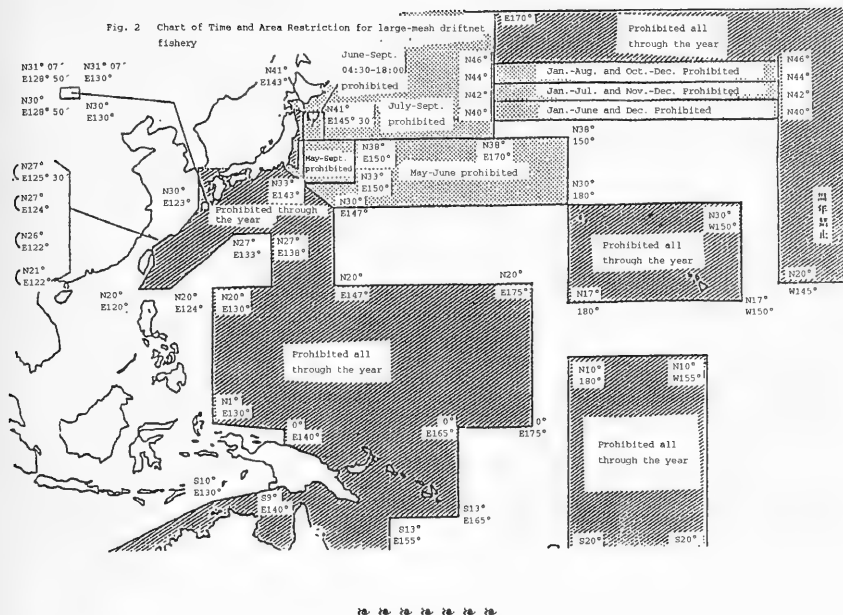 Fig. 2 Chart of Time and Area Restriction for large-mesh driftnet
fishery
E170°
Prohibited all
through the year
N31° 07′
E128° 50′
N31° 07′
E130°
N30°
E128° 50′
N30°
E130°
N41°
E143°
June-Sept.
04:30-18:00
prohibited
N46°
N44°
N42°
N40°
Jan.-Aug. and Oct.-Dec. Prohibited
Jan.-Jul. and Nov.-Dec. Prohibited
Jan.-June and Dec. Prohibited
N46°
N44°
N42°
N40°
N41°
E145° 30
July-Sept.
prohibited
N38°
150°
May-Sept.
prohibited
N38°
E150°
N38°
E170°
N33°
E150°
May-June prohibited
N27°
E125° 30
N27°
E124°
N26°
E122°
N21°
E122°
N30°
E123°
N33°
E143°
N30°
E147°
N30°
180°
Prohibited through
the year
N27°
E133°
N27°
E138°
N30°
W150°
Prohibited all
through the year
N20°
E120°
N20°
E124°
N20°
E130°
N20°
E147°
N20°
E175°
N17°
180°
N17°
W150°
N20°
W145°
Prohibited all
through the year
N1°
E130°
0°
E140°
0°
E165°
0°
E175°
N10°
180°
N10°
W155°
Prohibited all
through the year
S10°
E130°
S9°
E140°
S13°
E155°
S13°
E165°
S20°
S20°